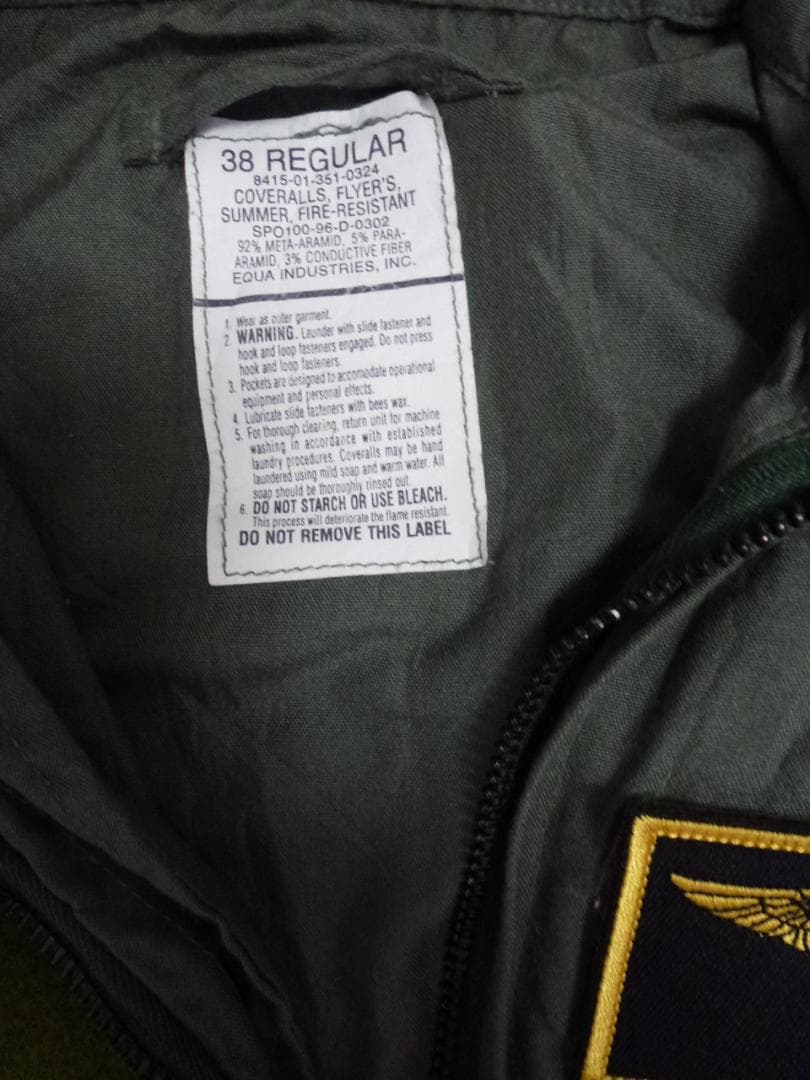 38 REGULAR
8415-01-351-0324
COVERALLS, FLYER'S,
SUMMER, FIRE-RESISTANT
SPO100-96-D-0302
92% META-ARAMID, 5% PARA-
ARAMID, 3% CONDUCTIVE FIBER
EQUA INDUSTRIES, INC.
1. Wear as outer garment.
2. WARNING. Launder with slide fastener and
hook and loop fasteners engaged. Do not press
hook and loop fasteners.
3. Pockets are designed to accomodate operational
equipment and personal effects.
4. Lubricate slide fasteners with bees wax.
5. For thorough cleaning, return unit for machine
washing in accordance with established
laundry procedures. Coveralls may be hand
laundered using mild soap and warm water. All
soap should be thoroughly rinsed out.
6. DO NOT STARCH OR USE BLEACH.
This process will deteriorate the flame resistant.
DO NOT REMOVE THIS LABEL